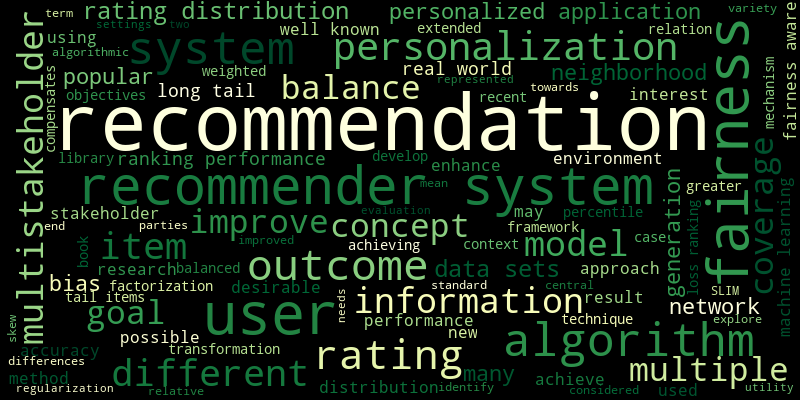 term
settings
two
rating distribution
personalized application
variety
using
well known
extended
relation
system
personalization
algorithmic
popular
weighted
real world
neighborhood
multistakeholder
compensates
objectives
long tail
balance
represented
recent
towards
interest
mechanism
fairness aware
recommendation
fairness
library
ranking performance
develop
enhance
environment
recommender system
mean
greater
coverage
stakeholder
evaluation
may
percentile
end
parties
improve
concept
framework
generation
loss ranking
machine learning
book
item
improved
achieving
context
model
case
research
balanced
outcome
data sets
approach
bias
factorization
desirable
standard
central
SLIM
tail items
needs
information
result
network
goal
user
performance
technique
explore
skew
possible
new
algorithm
accuracy
transformation
rating
differences
method
different
many
achieve
multiple
regularization
relative
distribution
identify
considered
used
utility